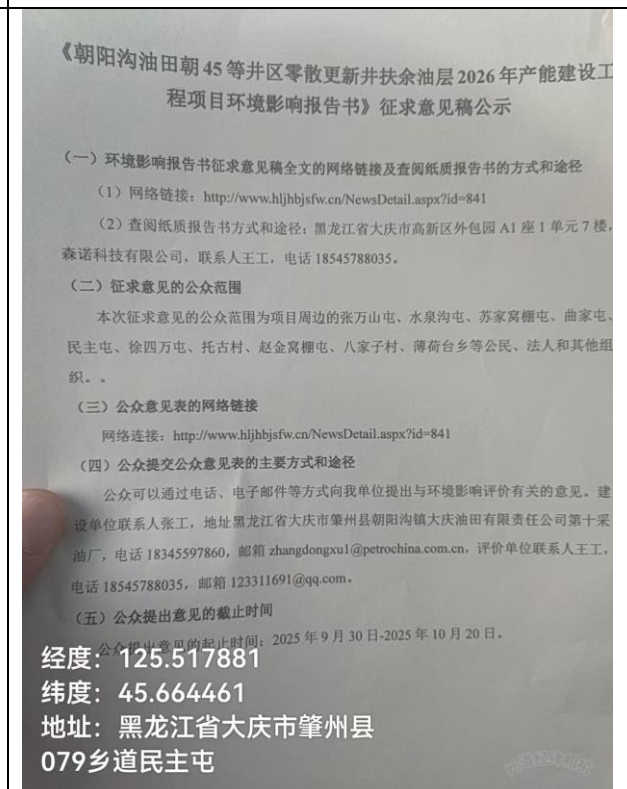 《朝阳沟油田朝45等井区零散更新井扶余油层2026年产能建设工
程项目环境影响报告书》征求意见稿公示
（一）环境影响报告书征求意见稿全文的网络链接及查阅纸质报告书的方式和途径
（1）网络链接：http://www.hljhbjsfw.cn/NewsDetail.aspx?id=841
（2）查阅纸质报告书方式和途径：黑龙江省大庆市高新区外包园A1座1单元7楼，
森诺科技有限公司，联系人王工，电话18545788035。
（二）征求意见的公众范围
本次征求意见的公众范围为项目周边的张万山屯、水泉沟屯、苏家窝棚屯、曲家屯、
民主屯、徐四万屯、托古村、赵金窝棚屯、八家子村、薄荷台乡等公民、法人和其他组
织。。
（三）公众意见表的网络链接
网络连接：http://www.hljhbjsfw.cn/NewsDetail.aspx?id=841
（四）公众提交公众意见表的主要方式和途径
公众可以通过电话、电子邮件等方式向我单位提出与环境影响评价有关的意见。建
设单位联系人张工，地址黑龙江省大庆市肇州县朝阳沟镇大庆油田有限责任公司第十采
油厂，电话18345597860，邮箱zhangdongxu1@petrochina.com.cn，评价单位联系人王工，
电话18545788035，邮箱123311691@qq.com。
（五）公众提出意见的截止时间
公众提出意见的起止时间：2025年9月30日-2025年10月20日。
经度：125.517881
纬度：45.664461
地址：黑龙江省大庆市肇州县
079乡道民主屯
元道经纬相机